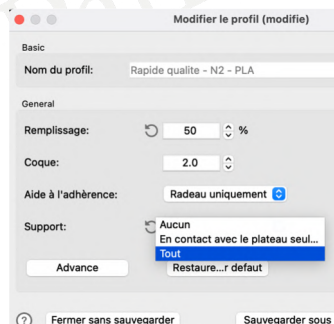 Modifier le profil (modifie)
Basic
Nom du profil: Rapide qualite - N2 - PLA
General
Remplissage: 50 %
Coque: 2.0
Aide à l'adhèrence: Radeau uniquement
Support:
Aucun
En contact avec le plateau seul...
Tout
Advance Restaure...r defaut
? Fermer sans sauvegarder Sauvegarder sous